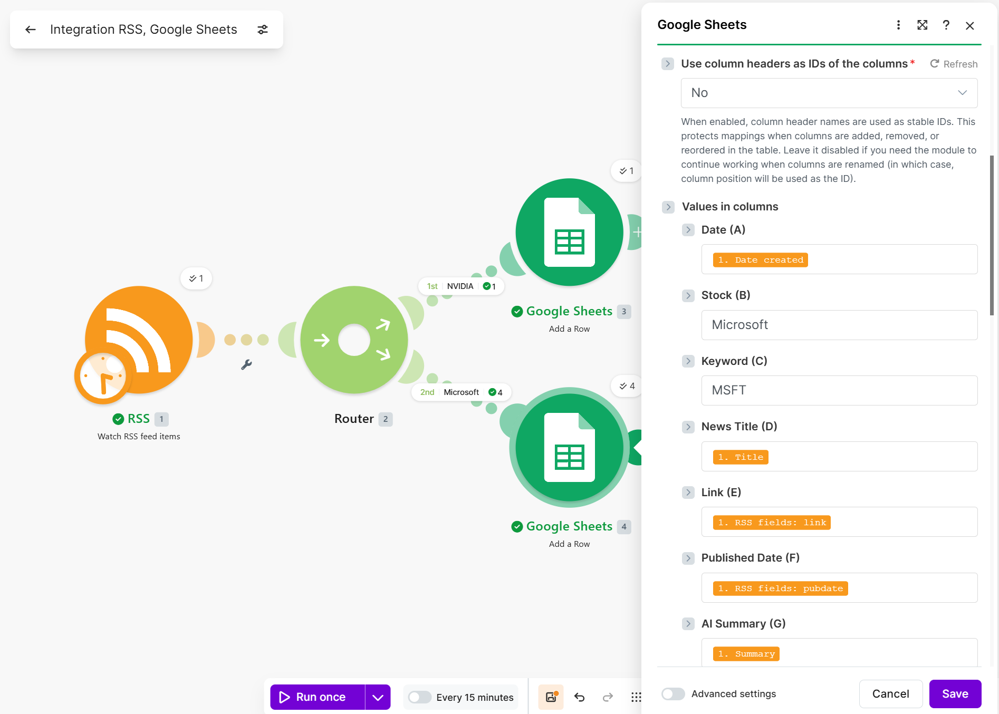 Integration RSS, Google Sheets
1
RSS 1
Watch RSS feed items
Router 2
1st NVIDIA 1
2nd Microsoft 4
1
Google Sheets 3
Add a Row
4
Google Sheets 4
Add a Row
Run once
Every 15 minutes
Google Sheets
?
Use column headers as IDs of the columns*
Refresh
No
When enabled, column header names are used as stable IDs. This
protects mappings when columns are added, removed, or
reordered in the table. Leave it disabled if you need the module to
continue working when columns are renamed (in which case,
column position will be used as the ID).
Values in columns
Date (A)
1. Date created
Stock (B)
Microsoft
Keyword (C)
MSFT
News Title (D)
1. Title
Link (E)
1. RSS fields: link
Published Date (F)
1. RSS fields: pubdate
AI Summary (G)
1. Summary
Advanced settings
Cancel
Save